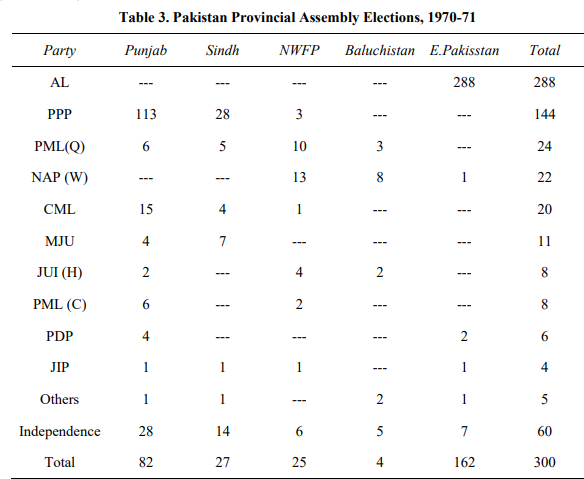 Table 3. Pakistan Provincial Assembly Elections, 1970-71
Party Punjab Sindh NWFP Baluchistan E.Pakisstan Total
AL --- --- --- --- 288 288
PPP 113 28 3 --- --- 144
PML(Q) 6 5 10 3 --- 24
NAP (W) --- --- 13 8 1 22
CML 15 4 1 --- --- 20
MJU 4 7 --- --- --- 11
JUI (H) 2 --- 4 2 --- 8
PML (C) 6 --- 2 --- --- 8
PDP 4 --- --- --- 2 6
JIP 1 1 1 --- 1 4
Others 1 1 --- 2 1 5
Independence 28 14 6 5 7 60
Total 82 27 25 4 162 300